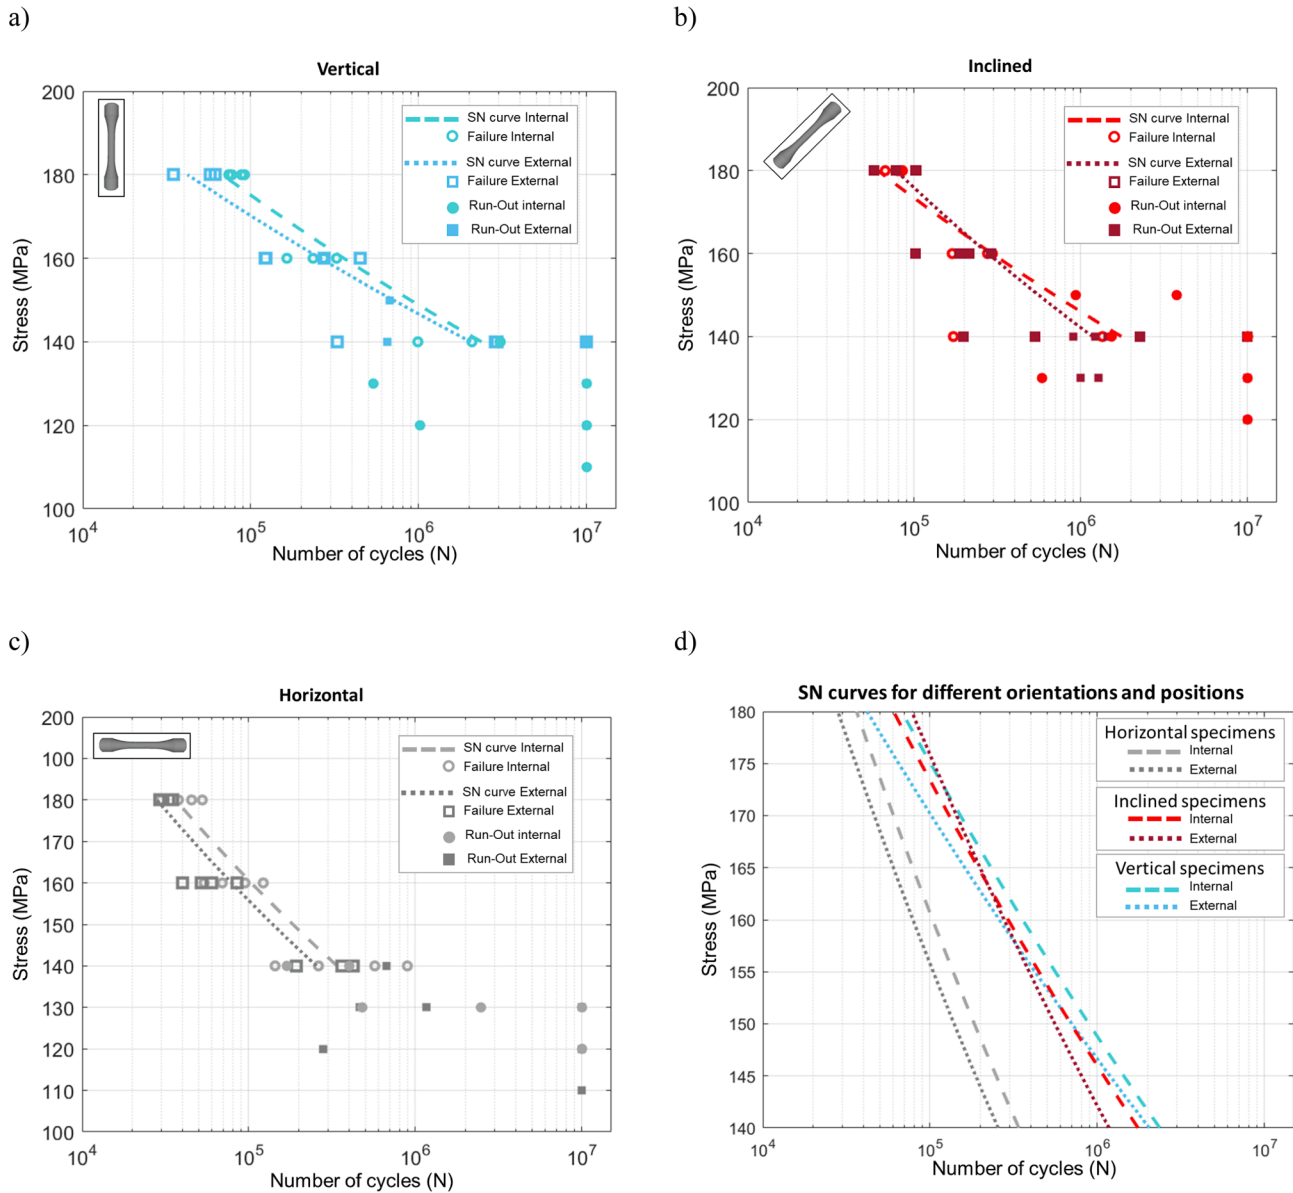 a)
Vertical
200
190
180
170
160
150
140
130
120
110
100
10^4
10^5
10^6
10^7
Stress (MPa)
Number of cycles (N)
SN curve Internal
Failure Internal
SN curve External
Failure External
Run-Out internal
Run-Out External
b)
Inclined
200
180
160
140
120
100
10^4
10^5
10^6
10^7
Stress (MPa)
Number of cycles (N)
SN curve Internal
Failure Internal
SN curve External
Failure External
Run-Out internal
Run-Out External
c)
Horizontal
200
100
180
170
160
150
140
130
120
110
100
10^4
10^5
10^6
10^7
Stress (MPa)
Number of cycles (N)
SN curve Internal
Failure Internal
SN curve External
Failure External
Run-Out internal
Run-Out External
d)
SN curves for different orientations and positions
180
175
170
165
160
155
150
145
140
10^4
10^5
10^6
10^7
Stress (MPa)
Number of cycles (N)
Horizontal specimens
Internal
External
Inclined specimens
Internal
External
Vertical specimens
Internal
External